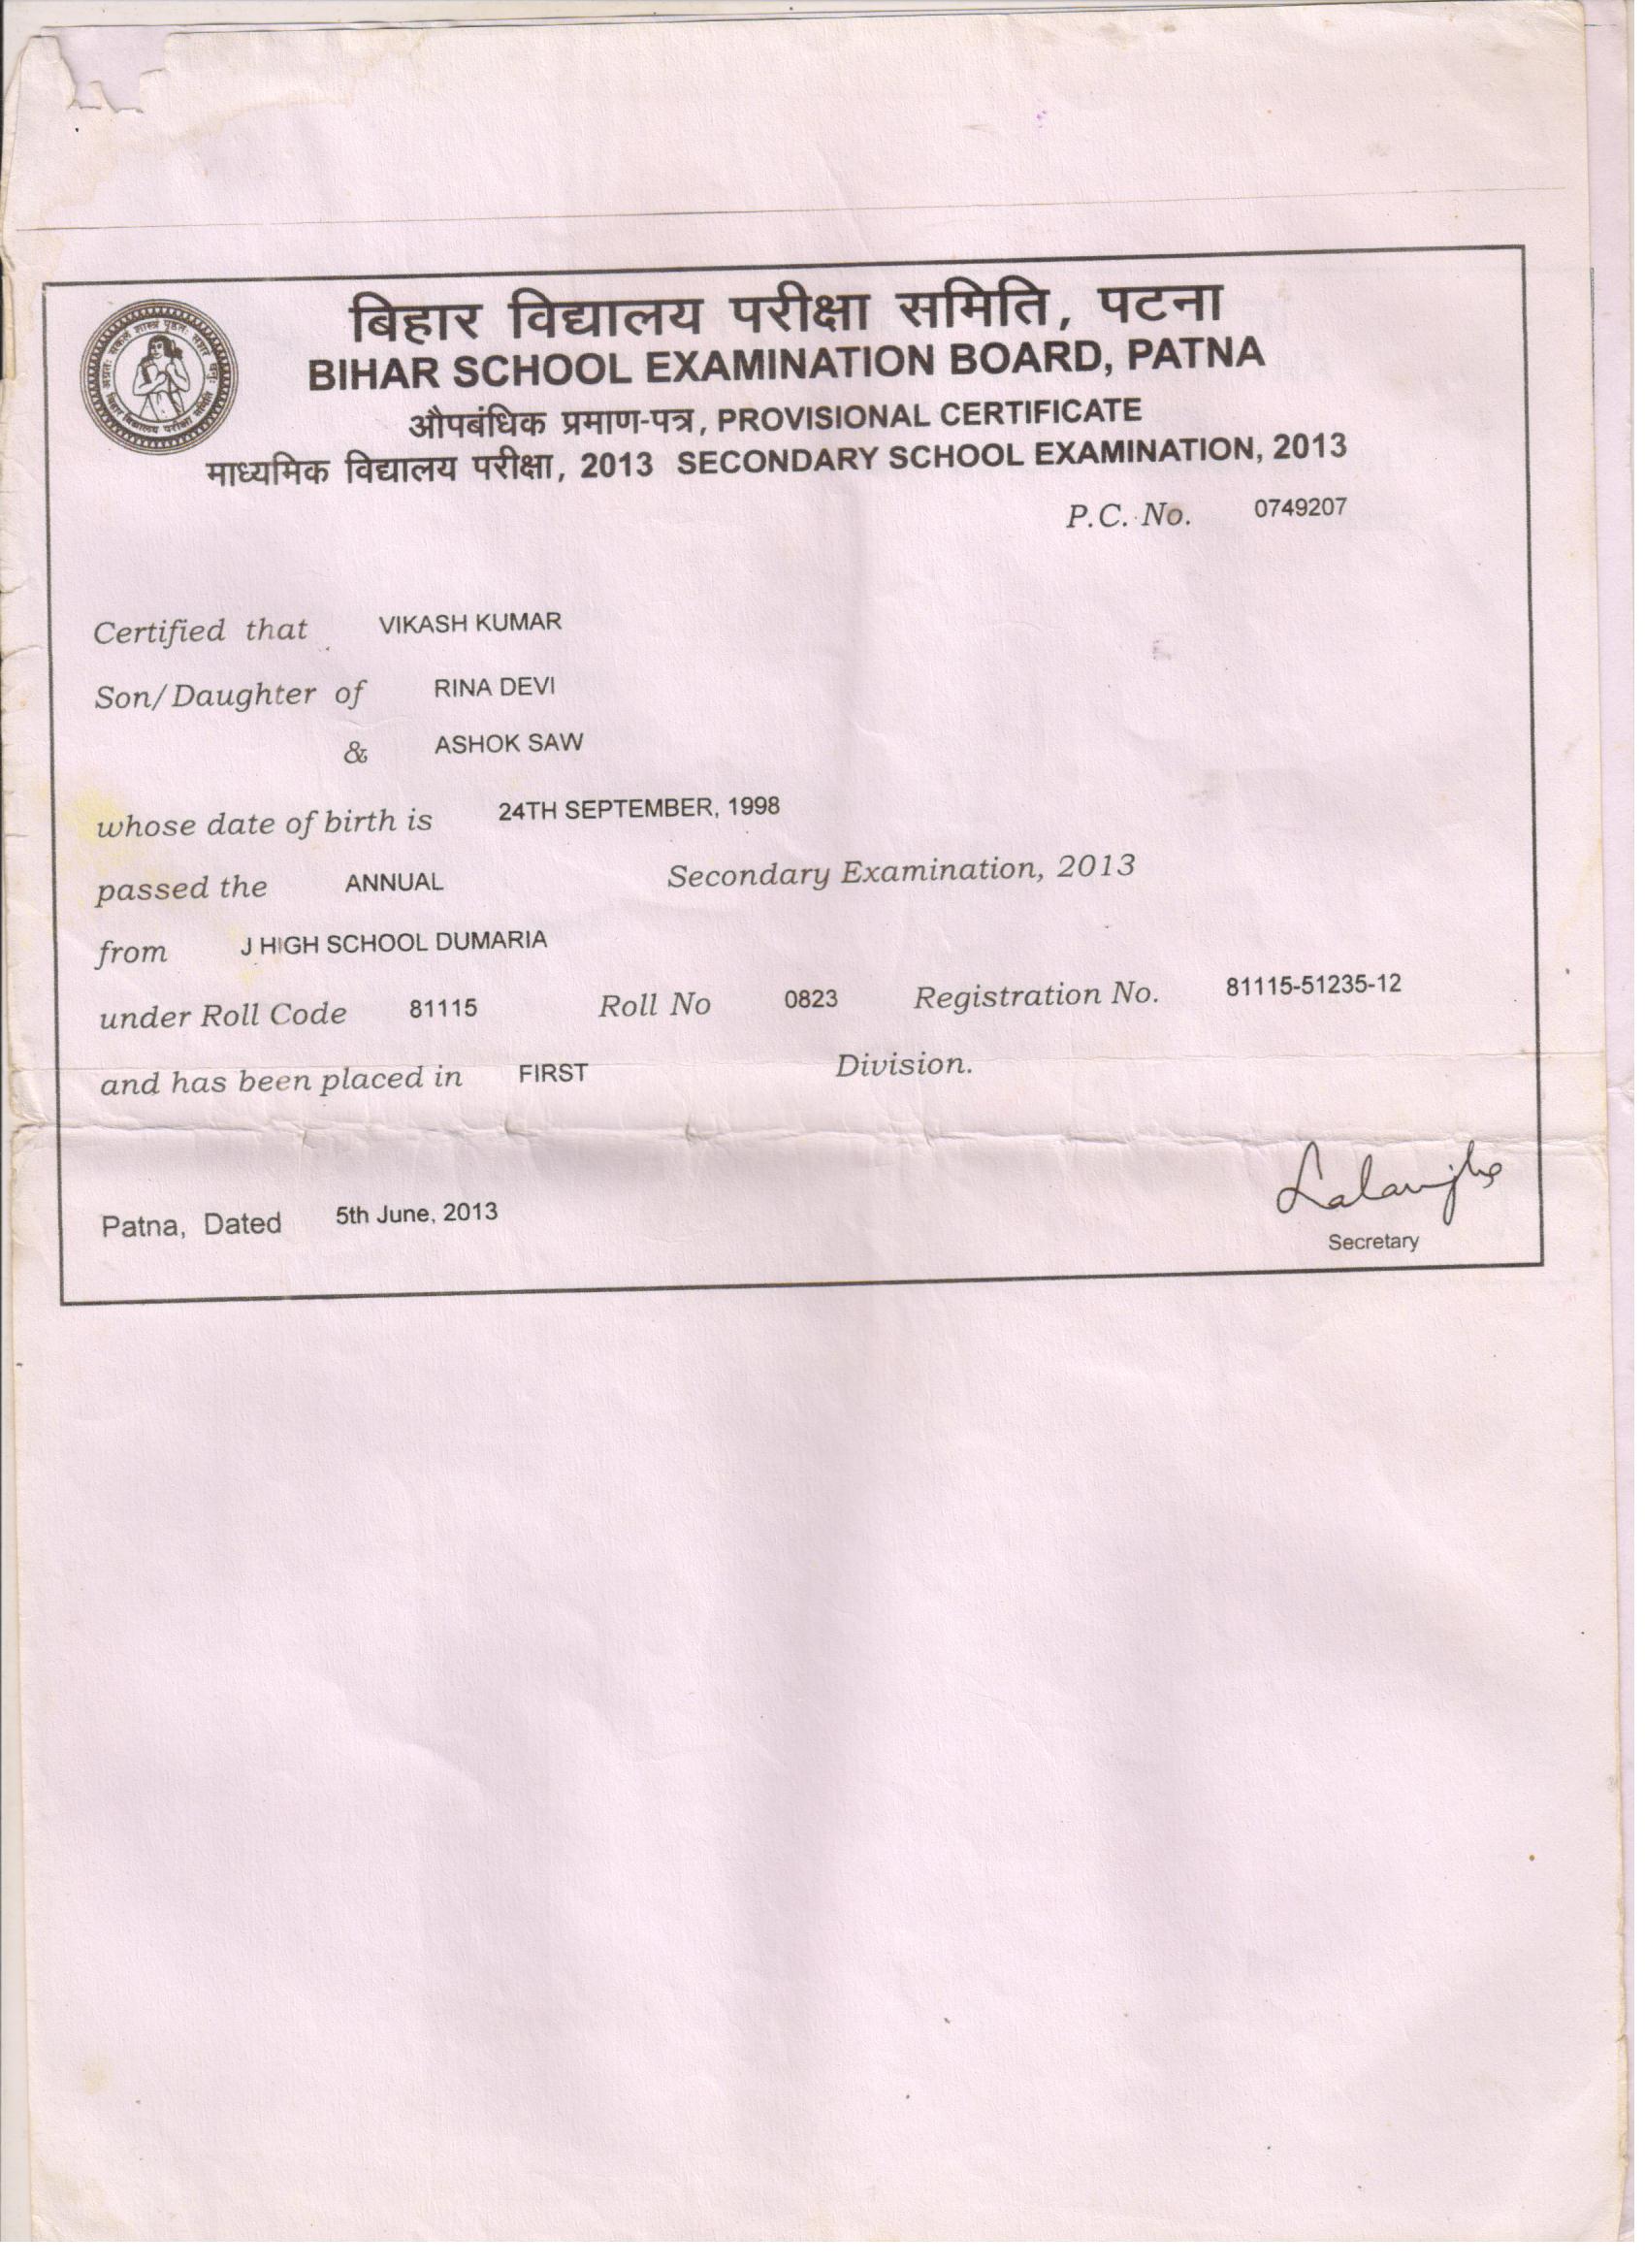 बिहार विद्यालय परीक्षा समिति, पटना
BIHAR SCHOOL EXAMINATION BOARD, PATNA
औपबंधिक प्रमाण-पत्र, PROVISIONAL CERTIFICATE
माध्यमिक विद्यालय परीक्षा, 2013 SECONDARY SCHOOL EXAMINATION, 2013
P.C. No. 0749207
Certified that VIKASH KUMAR
Son/Daughter of RINA DEVI
& ASHOK SAW
whose date of birth is 24TH SEPTEMBER, 1998
passed the ANNUAL Secondary Examination, 2013
from J HIGH SCHOOL DUMARIA
under Roll Code 81115 Roll No 0823 Registration No. 81115-51235-12
and has been placed in FIRST Division.
Patna, Dated 5th June, 2013
Secretary